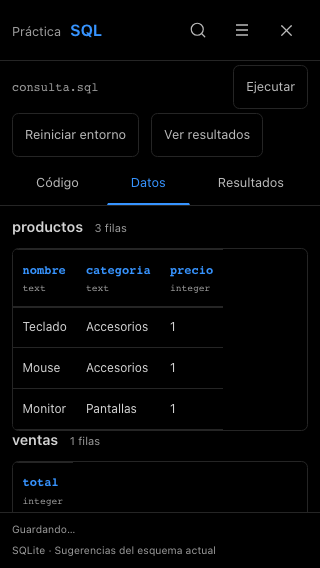 Práctica SQL
consulta.sql
Ejecutar
Reiniciar entorno
Ver resultados
Código
Datos
Resultados
productos 3 filas
nombre categoria precio
text text integer
Teclado Accesorios 1
Mouse Accesorios 1
Monitor Pantallas 1
ventas 1 filas
total
integer
Guardando…
SQLite · Sugerencias del esquema actual